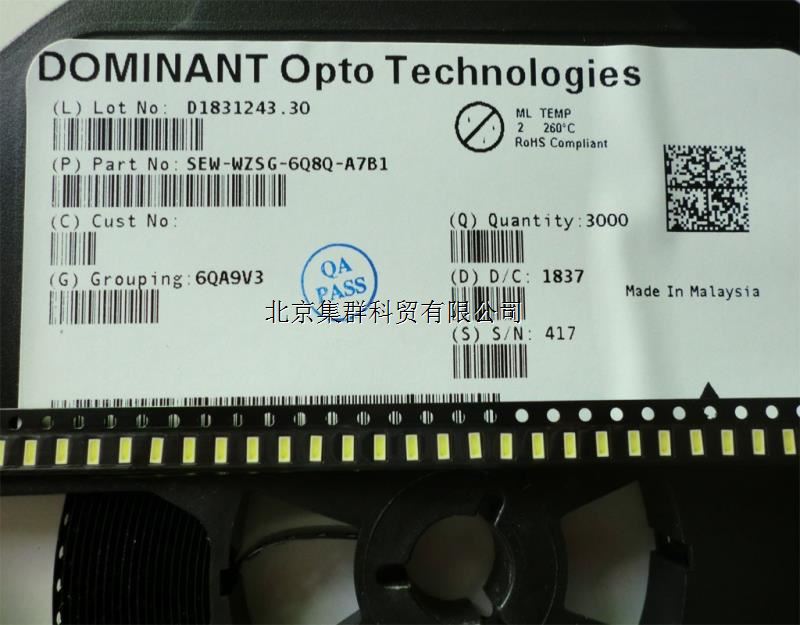 DOMINANT Opto Technologies
(L) Lot No: D1831243.30
ML TEMP
2 260°C
RoHS Compliant
(P) Part No: SEW-WZSG-6Q8Q-A7B1
(C) Cust No:
(Q) Quantity:3000
(G) Grouping:6QA9V3
QA
PASS
(D) D/C: 1837
Made In Malaysia
北京集群科贸有限公司
(S) S/N: 417